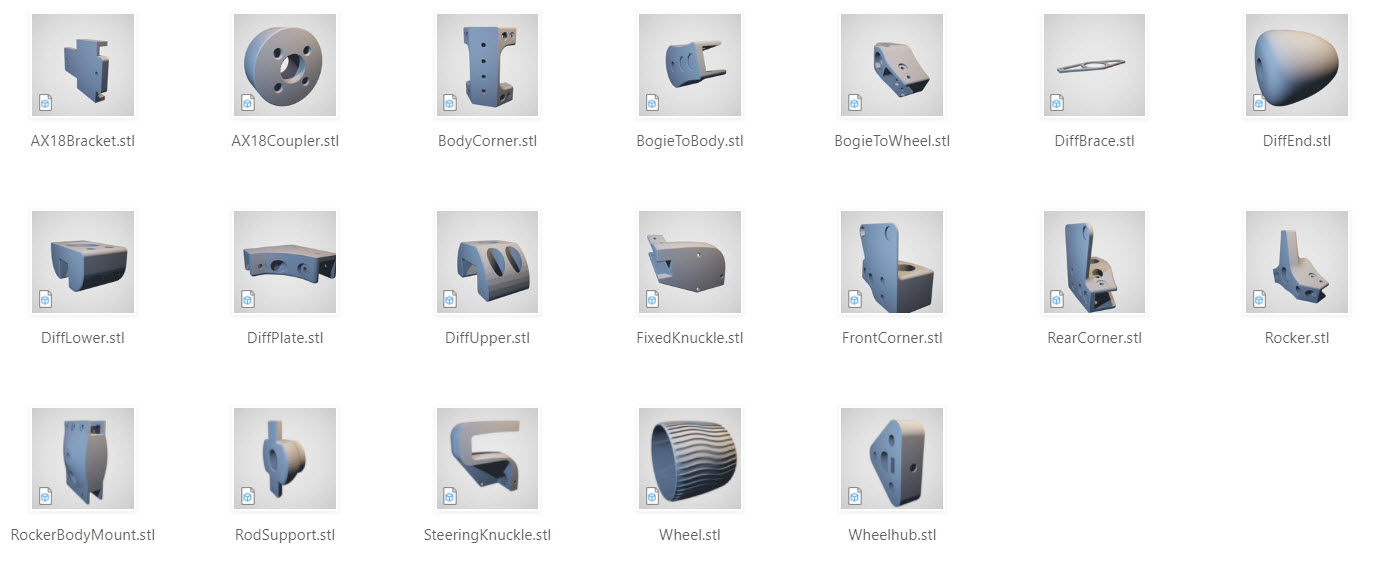 AX18Bracket.stl
AX18Coupler.stl
BodyCorner.stl
BogieToBody.stl
BogieToWheel.stl
DiffBrace.stl
DiffEnd.stl
DiffLower.stl
DiffPlate.stl
DiffUpper.stl
FixedKnuckle.stl
FrontCorner.stl
RearCorner.stl
Rocker.stl
RockerBodyMount.stl
RodSupport.stl
SteeringKnuckle.stl
Wheel.stl
Wheelhub.stl